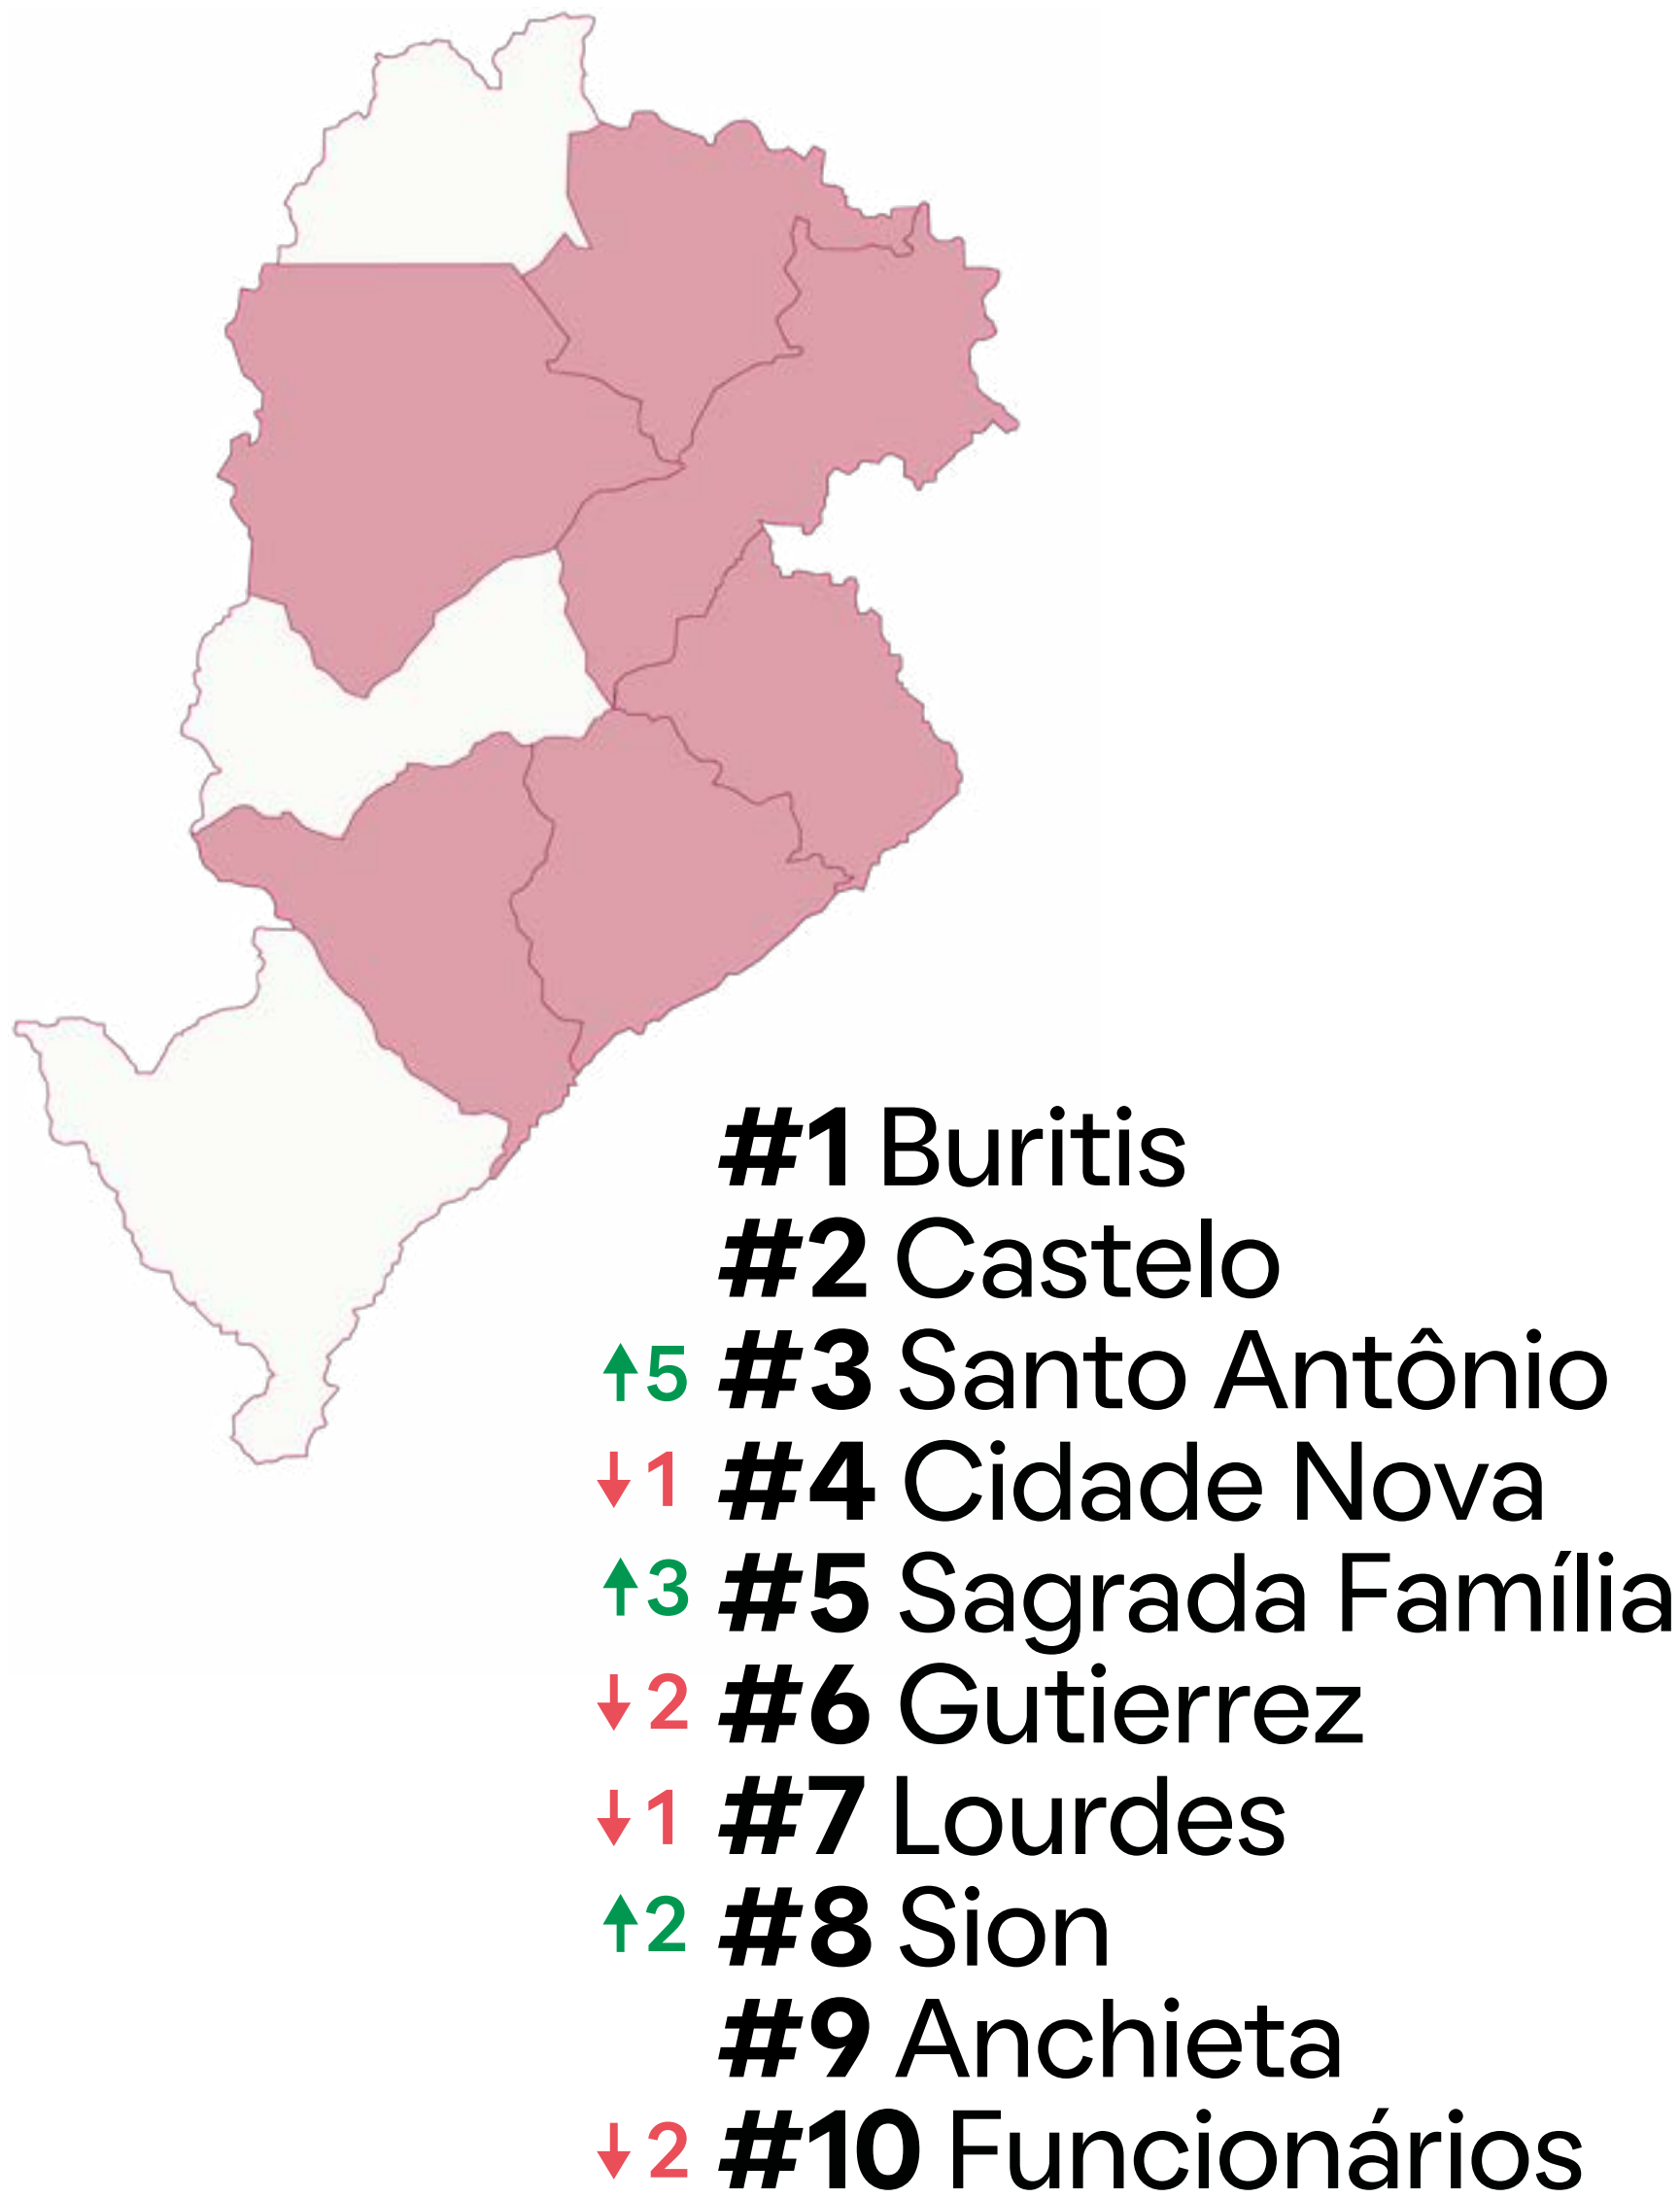 #1 Buritis
#2 Castelo
↑5 #3 Santo Antônio
↓1 #4 Cidade Nova
↑3 #5 Sagrada Família
↓2 #6 Gutierrez
↓1 #7 Lourdes
↑2 #8 Sion
#9 Anchieta
↓2 #10 Funcionários